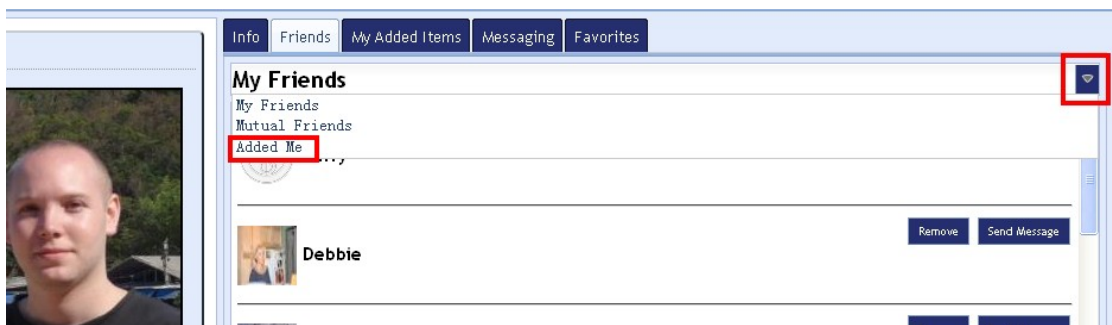 Info Friends My Added Items Messaging Favorites
My Friends
My Friends
Mutual Friends
Added Me
Remove Send Message
Debbie